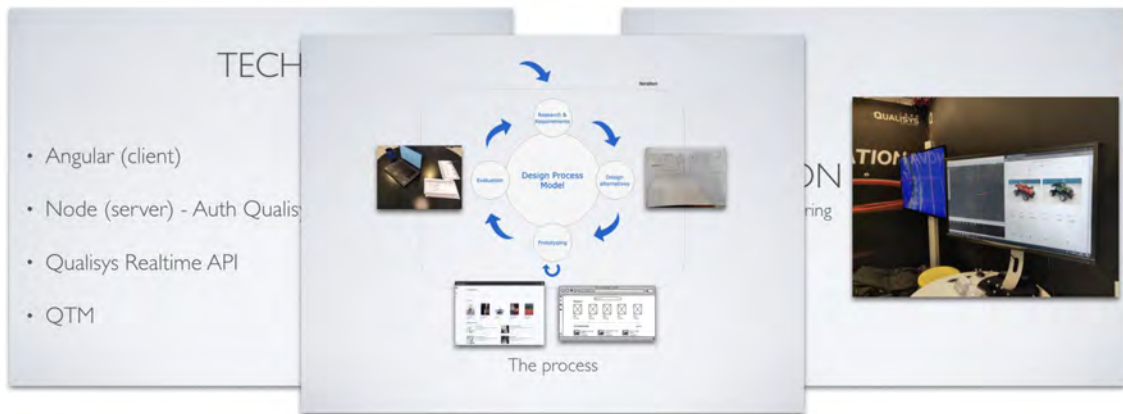 TECH
• Angular (client)
• Node (server) - Auth Qualisy
• Qualisys Realtime API
• QTM
Iteration
Research &
Requirements
Evaluation
Design Process
Model
Design
alternatives
Prototyping
The process
QUALISYS
ATION
ON
ring